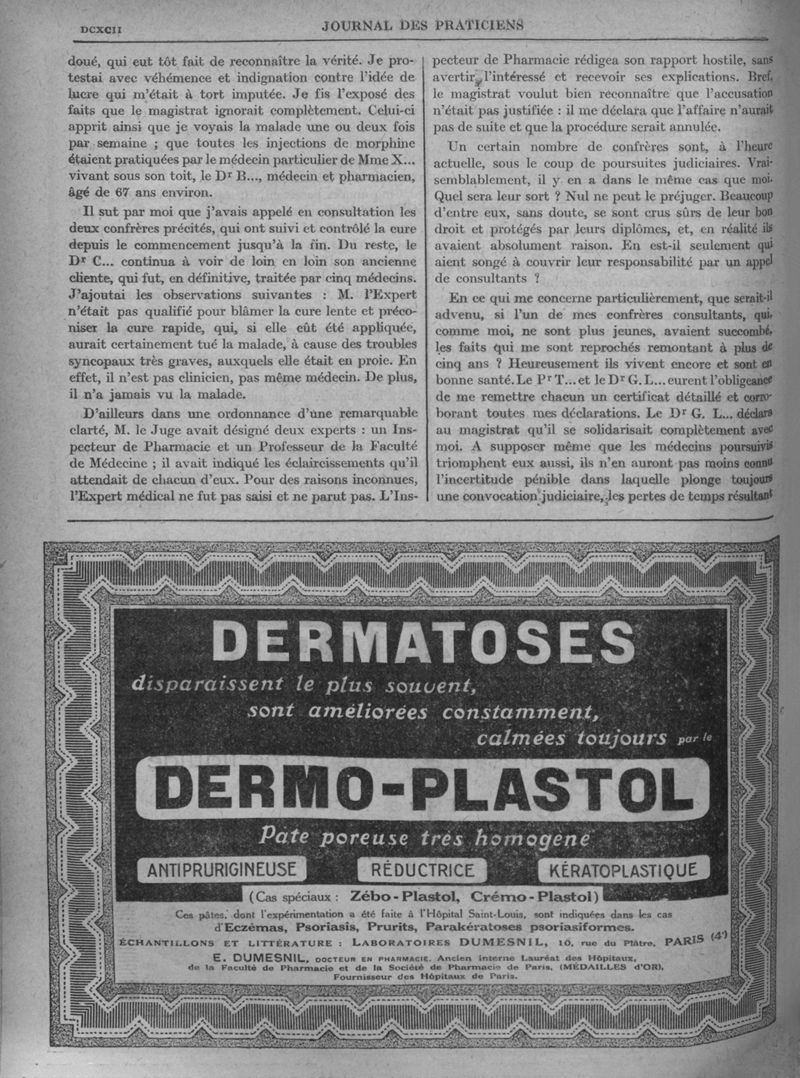 DCXCII
JOURNAL DES PRATICIENS
doué, qui eut tôt fait de reconnaître la vérité. Je pro-
testai avec véhémence et indignation contre l'idée de
lucre qui m'était à tort imputée. Je fis l'exposé des
faits que le magistrat ignorait complètement. Celui-ci
apprit ainsi que je voyais la malade une ou deux fois
par semaine ; que toutes les injections de morphine
étaient pratiquées par le médecin particulier de Mme X...
vivant sous son toit, le Dr B..., médecin et pharmacien,
âgé de 67 ans environ.
Il sut par moi que j'avais appelé en consultation les
deux confrères précités, qui ont suivi et contrôlé la cure
depuis le commencement jusqu'à la fin. Du reste, le
Dr C... continua à voir de loin en loin son ancienne
cliente, qui fut, en définitive, traitée par cinq médecins.
J'ajoutai les observations suivantes : M. l'Expert
n'était pas qualifié pour blâmer la cure lente et préco-
niser la cure rapide, qui, si elle eût été appliquée,
aurait certainement tué la malade, à cause des troubles
syncopaux très graves, auxquels elle était en proie. En
effet, il n'est pas clinicien, pas même médecin. De plus,
il n'a jamais vu la malade.
D'ailleurs dans une ordonnance d'une remarquable
clarté, M. le Juge avait désigné deux experts : un Ins-
pecteur de Pharmacie et un Professeur de la Faculté
de Médecine ; il avait indiqué les éclaircissements qu'il
attendait de chacun d'eux. Pour des raisons inconnues,
l'Expert médical ne fut pas saisi et ne parut pas. L'Ins-
pecteur de Pharmacie rédigea son rapport hostile, sans
avertir l'intéressé et recevoir ses explications. Bref,
le magistrat voulut bien reconnaître que l'accusation
n'était pas justifiée : il me déclara que l'affaire n'aurait
pas de suite et que la procédure serait annulée.
Un certain nombre de confrères sont, à l'heure
actuelle, sous le coup de poursuites judiciaires. Vrai-
semblablement, il y en a dans le même cas que moi.
Quel sera leur sort ? Nul ne peut le préjuger. Beaucoup
d'entre eux, sans doute, se sont crus sûrs de leur bon
droit et protégés par leurs diplômes, et, en réalité ils
avaient absolument raison. En est-il seulement qui
aient songé à couvrir leur responsabilité par un appel
de consultants ?
En ce qui me concerne particulièrement, que serait-il
advenu, si l'un de mes confrères consultants, qui,
comme moi, ne sont plus jeunes, avaient succombé,
les faits qui me sont reprochés remontant à plus de
cinq ans ? Heureusement ils vivent encore et sont en
bonne santé. Le Pr T... et le Dr G. L... eurent l'obligeance
de me remettre chacun un certificat détaillé et corro-
borant toutes mes déclarations. Le Dr G. L... déclara
au magistrat qu'il se solidarisait complètement avec
moi. A supposer même que les médecins poursuivis
triomphent eux aussi, ils n'en auront pas moins connu
l'incertitude pénible dans laquelle plonge toujours
une convocation judiciaire, les pertes de temps résultant
DERMATOSES
disparaissent le plus souvent,
sont améliorées constamment,
calmées toujours par le
DERMO-PLASTOL
Pate poreuse très homogène
ANTIPRURIGINEUSE
RÉDUCTRICE
KÉRATOPLASTIQUE
(Cas spéciaux : Zébo-Plastol, Crémo-Plastol)
Ces pâtes, dont l'expérimentation a été faite à l'Hôpital Saint-Louis, sont indiquées dans les cas
d'Eczémas, Psoriasis, Prurits, Parakératoses psoriasiformes.
ÉCHANTILLONS ET LITTÉRATURE : LABORATOIRES DUMESNIL, 10, rue du Plâtre, PARIS (4e)
E. DUMESNIL, DOCTEUR EN PHARMACIE, Ancien interne Lauréat des Hôpitaux,
de la Faculté de Pharmacie et de la Société de Pharmacie de Paris, (MÉDAILLES d'OR),
Fournisseur des Hôpitaux de Paris.